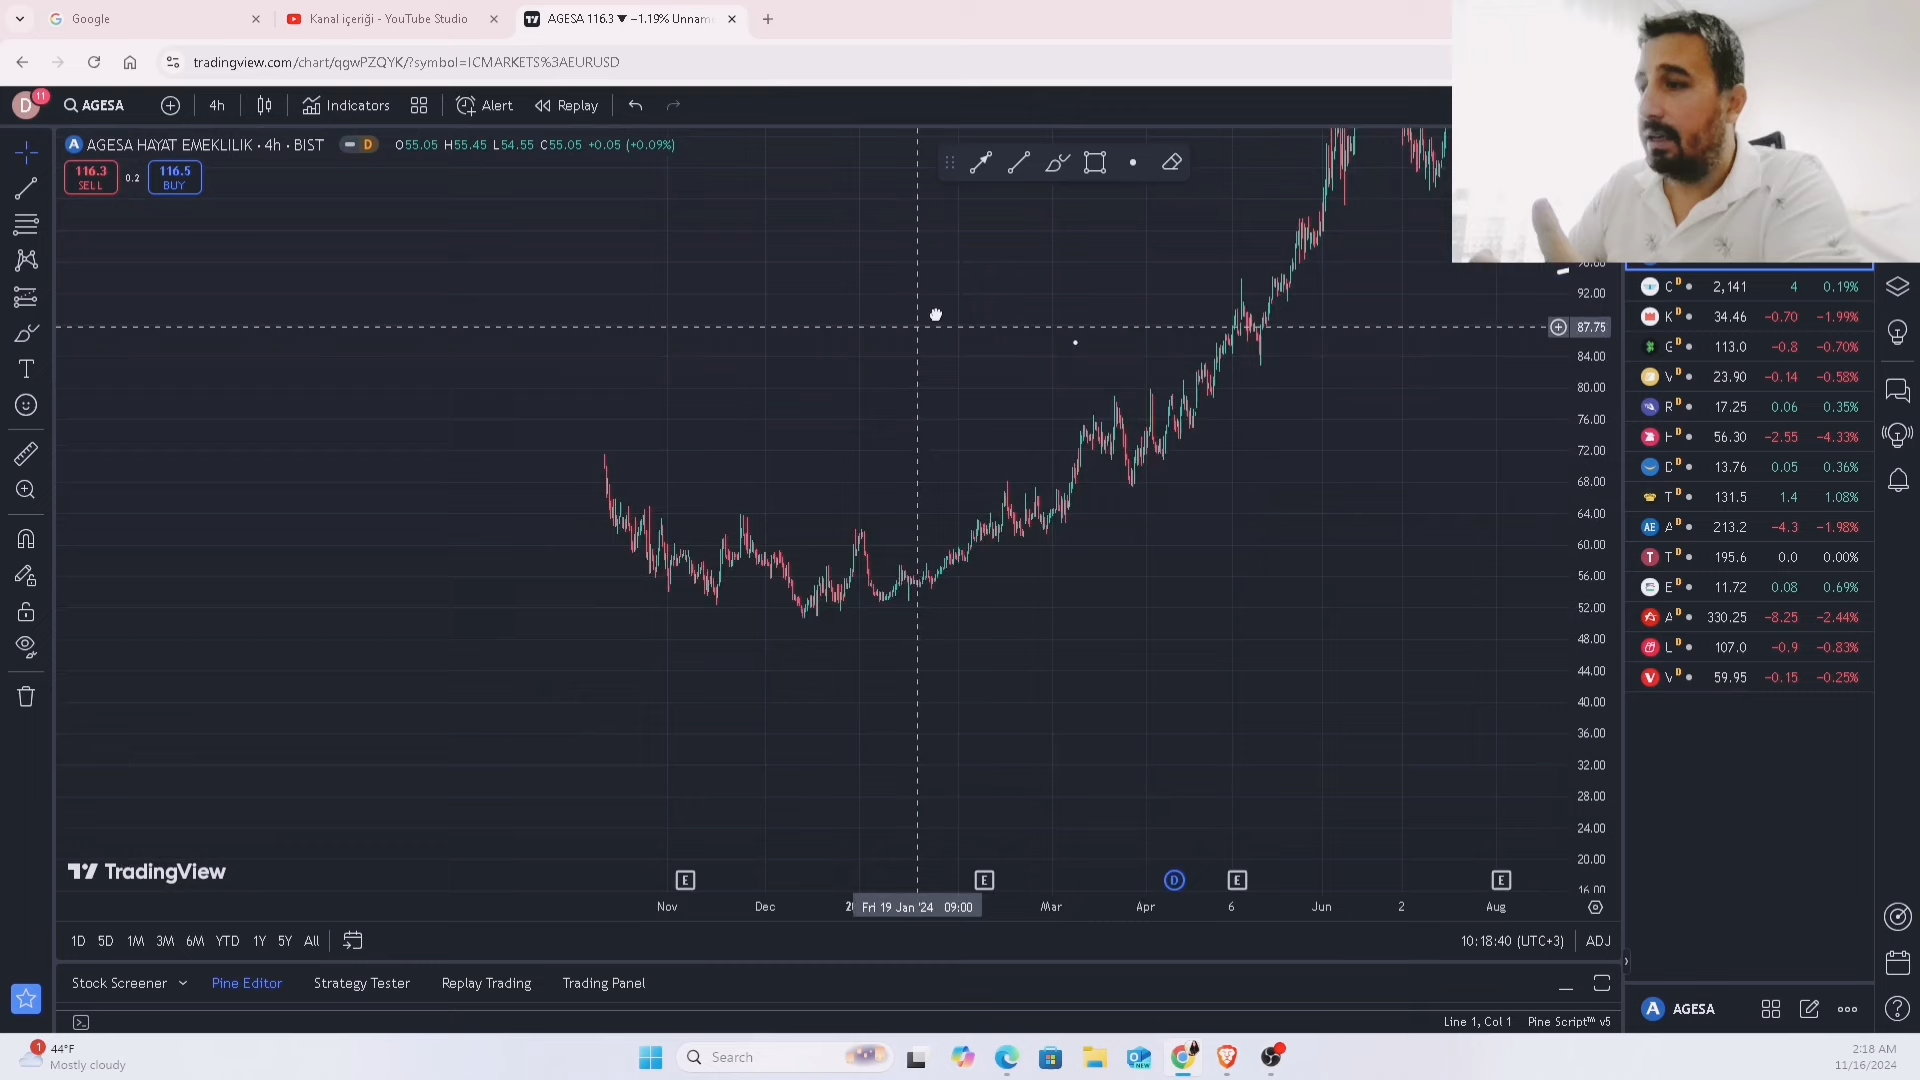 Google
Kanal içeriği - YouTube Studio
AGESA 116.3 ▼ −1.19% Unnam
tradingview.com/chart/qgwPZQYK/?symbol=ICMARKETS%3AEURUSD
D 11
AGESA
4h
Indicators
Alert
Replay
A AGESA HAYAT EMEKLILIK · 4h · BIST
D
O55.05 H55.45 L54.55 C55.05 +0.05 (+0.09%)
116.3 SELL
0.2
116.5 BUY
92.00
87.75
84.00
80.00
76.00
72.00
68.00
64.00
60.00
56.00
52.00
48.00
44.00
40.00
36.00
32.00
28.00
24.00
20.00
C D 2,141 4 0.19%
K D 34.46 −0.70 −1.99%
G D 113.0 −0.8 −0.70%
V D 23.90 −0.14 −0.58%
R D 17.25 0.06 0.35%
H D 56.30 −2.55 −4.33%
D D 13.76 0.05 0.36%
T D 131.5 1.4 1.08%
AE A D 213.2 −4.3 −1.98%
T T D 195.6 0.0 0.00%
E D 11.72 0.08 0.69%
A D 330.25 −8.25 −2.44%
L D 107.0 −0.9 −0.83%
V V D 59.95 −0.15 −0.25%
TradingView
E E D E E
Nov Dec Fri 19 Jan '24 09:00 Mar Apr 6 Jun 2 Aug
1D 5D 1M 3M 6M YTD 1Y 5Y All
10:18:40 (UTC+3) ADJ
Stock Screener Pine Editor Strategy Tester Replay Trading Trading Panel
A AGESA
Line 1, Col 1 Pine Script™ v5
1
44°F
Mostly cloudy
Search
NEW
2:18 AM
11/16/2024